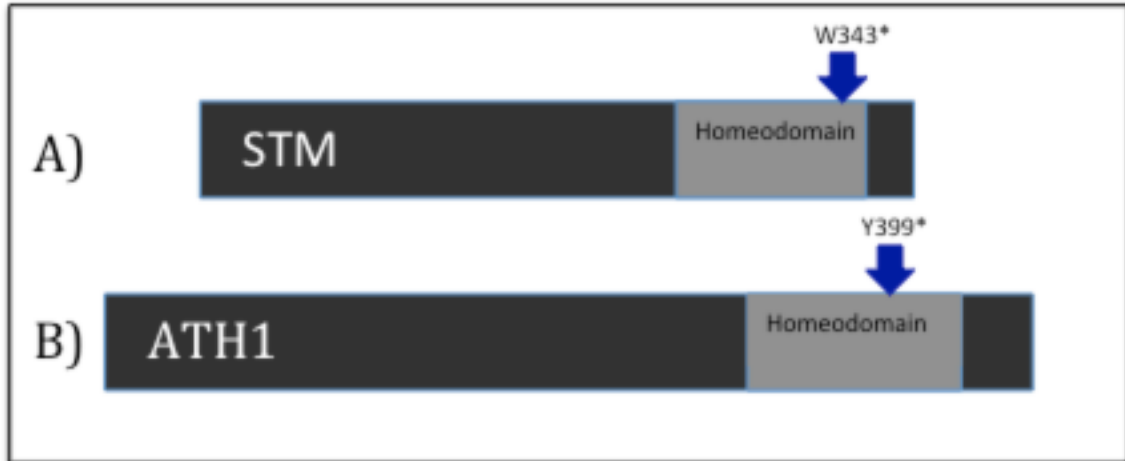 W343*
A)
STM
Homeodomain
Y399*
B)
ATH1
Homeodomain